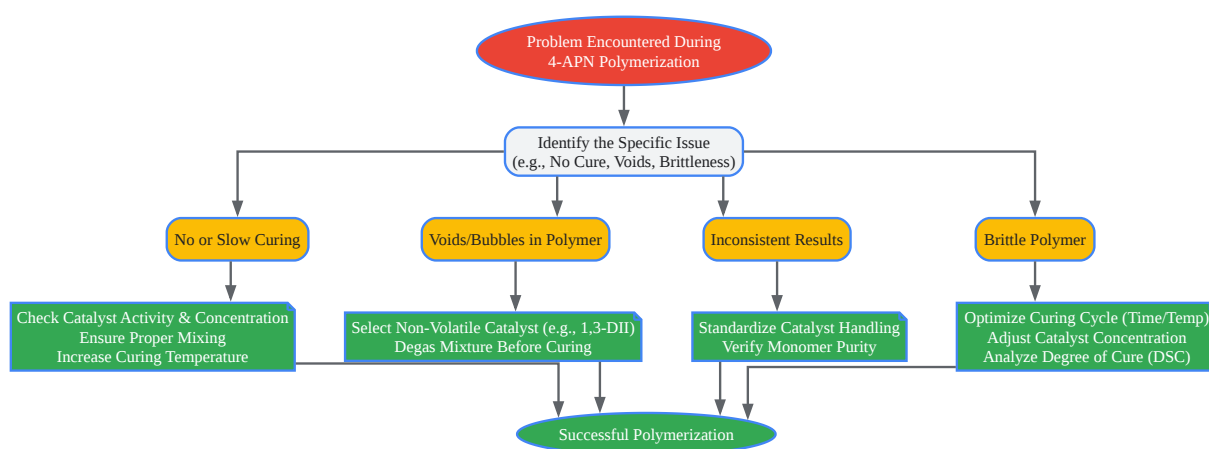 Problem Encountered During
4-APN Polymerization
Identify the Specific Issue
(e.g., No Cure, Voids, Brittleness)
No or Slow Curing
Voids/Bubbles in Polymer
Inconsistent Results
Brittle Polymer
Check Catalyst Activity & Concentration
Ensure Proper Mixing
Increase Curing Temperature
Select Non-Volatile Catalyst (e.g., 1,3-DII)
Degas Mixture Before Curing
Standardize Catalyst Handling
Verify Monomer Purity
Optimize Curing Cycle (Time/Temp)
Adjust Catalyst Concentration
Analyze Degree of Cure (DSC)
Successful Polymerization